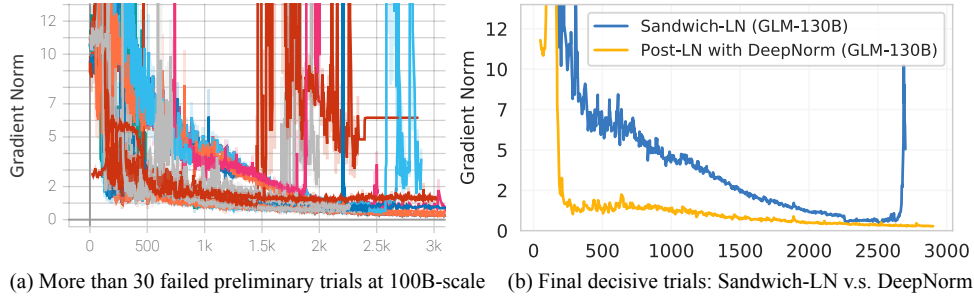 Gradient Norm
12
10
7
5
2
0
0
500
1k
1.5k
2k
2.5k
3k
(a) More than 30 failed preliminary trials at 100B-scale
Gradient Norm
12
10
7
5
2
0
Sandwich-LN (GLM-130B)
Post-LN with DeepNorm (GLM-130B)
0 500 1000 1500 2000 2500 3000
(b) Final decisive trials: Sandwich-LN v.s. DeepNorm